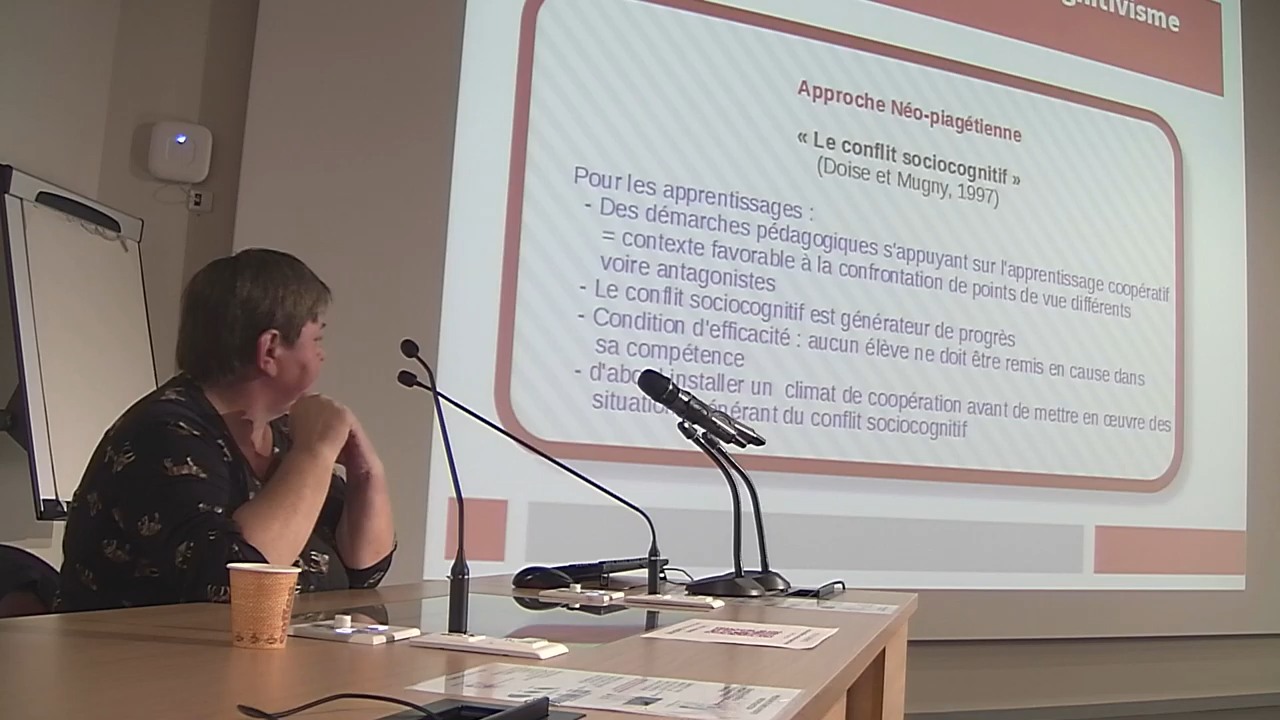 Approche Néo-piagétienne
« Le conflit sociocognitif »
(Doise et Mugny, 1997)
Pour les apprentissages :
- Des démarches pédagogiques s'appuyant sur l'apprentissage coopératif
= contexte favorable à la confrontation de points de vue différents
voire antagonistes
- Le conflit sociocognitif est générateur de progrès
- Condition d'efficacité : aucun élève ne doit être remis en cause dans
sa compétence
- d'abord installer un climat de coopération avant de mettre en œuvre des
du conflit sociocognitif